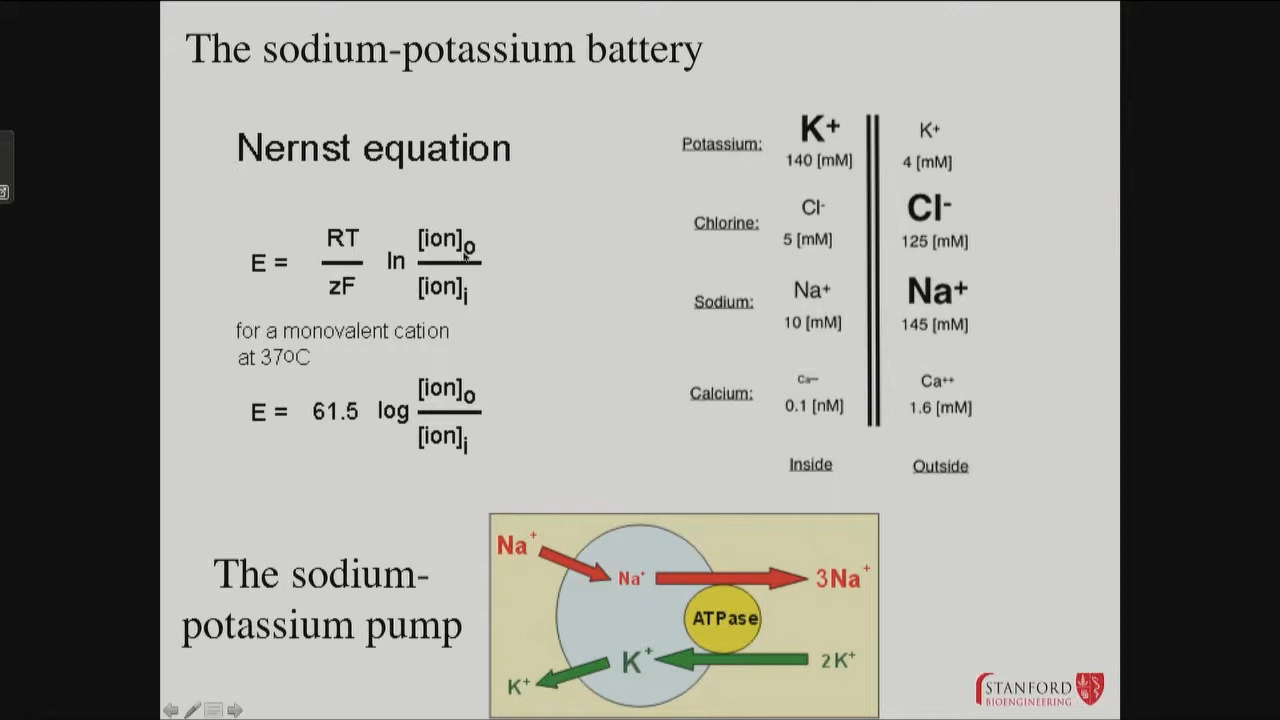 The sodium-potassium battery
Nernst equation
E = RT / zF ln [ion]o / [ion]i
for a monovalent cation
at 37oC
E = 61.5 log [ion]o / [ion]i
Potassium: K+ K+
140 [mM] 4 [mM]
Chlorine: Cl- Cl-
5 [mM] 125 [mM]
Sodium: Na+ Na+
10 [mM] 145 [mM]
Calcium: Ca++
0.1 [nM] 1.6 [mM]
Inside Outside
The sodium-
potassium pump
Na+
Na+ 3Na+
ATPase
K+ 2K+
K+
STANFORD
BIOENGINEERING